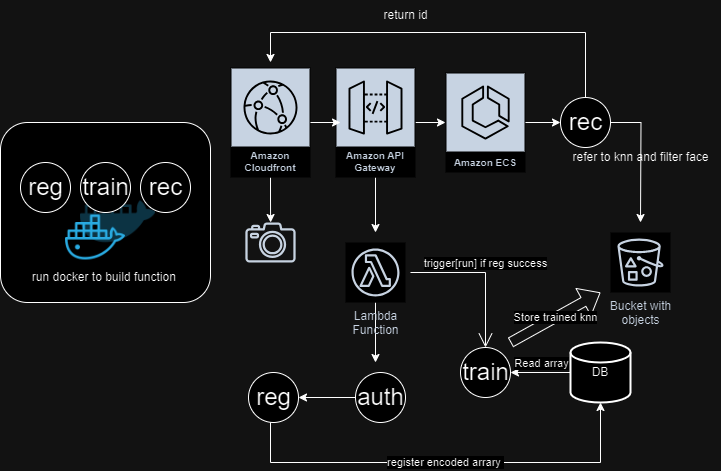 return id
Amazon
Cloudfront
Amazon API
Gateway
Amazon ECS
rec
refer to knn and filter face
reg
train
rec
run docker to build function
trigger[run] if reg success
Lambda
Function
Bucket with
objects
Store trained knn
train
Read array
DB
reg
auth
register encoded arrary